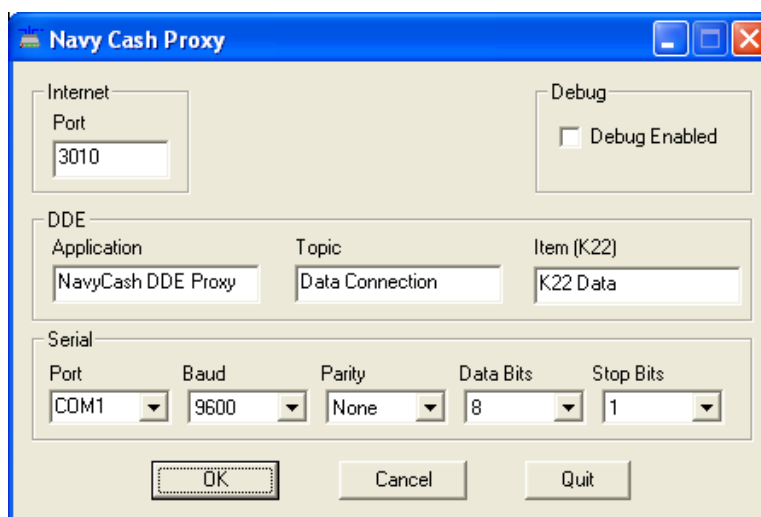 Navy Cash Proxy
Internet
Debug
Port
3010
Debug Enabled
DDE
Application Topic Item (K22)
NavyCash DDE Proxy Data Connection K22 Data
Serial
Port Baud Parity Data Bits Stop Bits
COM1 9600 None 8 1
OK Cancel Quit